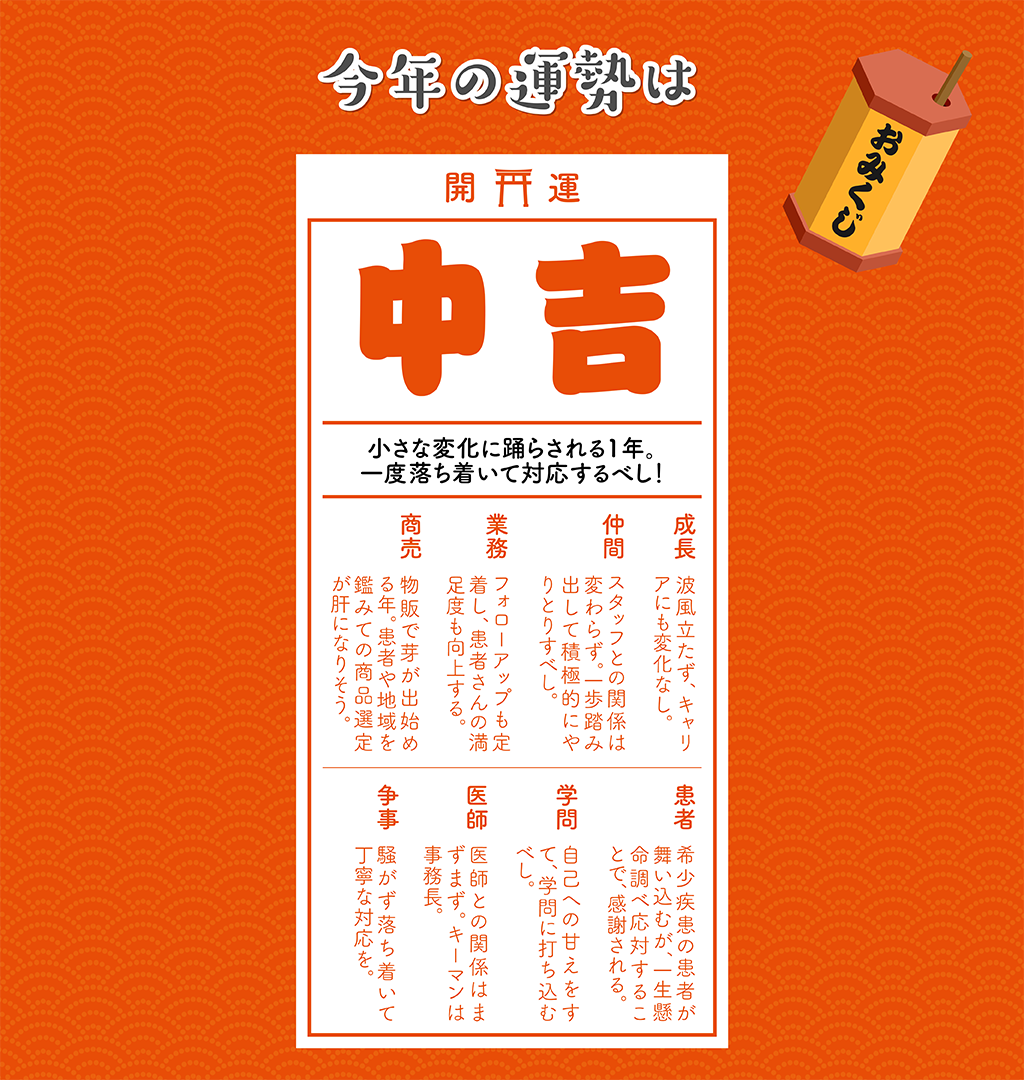 今年の運勢は
おみくじ
開運
中吉
小さな変化に踊らされる1年。
一度落ち着いて対応するべし!
成長
波風立たず、キャリ
アにも変化なし。
仲間
スタッフとの関係は
変わらず。一歩踏み
出して積極的にや
りとりすべし。
業務
フォローアップも定
着し、患者さんの満
足度も向上する。
商売
物販で芽が出始め
る年。患者や地域を
鑑みての商品選定
が肝になりそう。
患者
希少疾患の患者が
舞い込むが、一生懸
命調べ応対するこ
とで、感謝される。
学問
自己への甘えをす
て、学問に打ち込む
べし。
医師
医師との関係はま
ずまず。キーマンは
事務長。
争事
騒がず落ち着いて
丁寧な対応を。